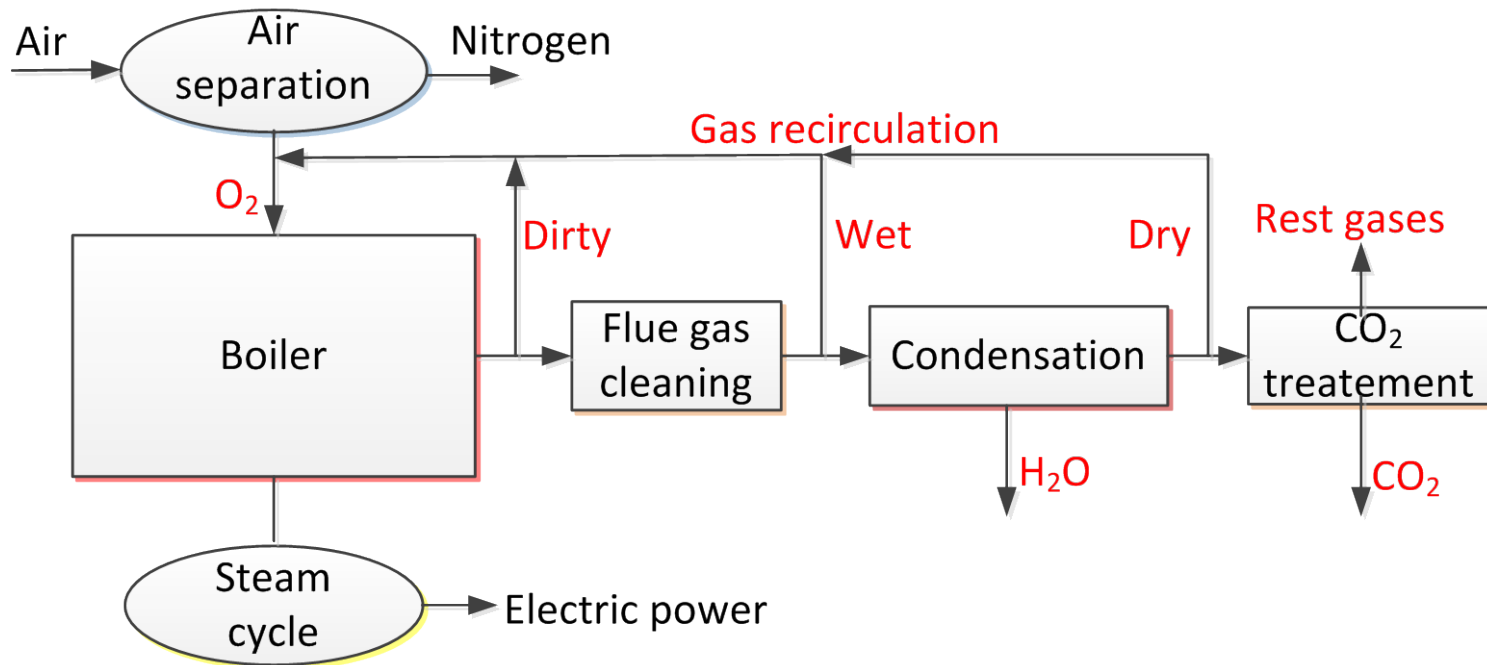 Air
Air
separation
Nitrogen
Gas recirculation
O₂
Dirty
Wet
Dry
Rest gases
Boiler
Flue gas
cleaning
Condensation
CO₂
treatement
H₂O
CO₂
Steam
cycle
Electric power